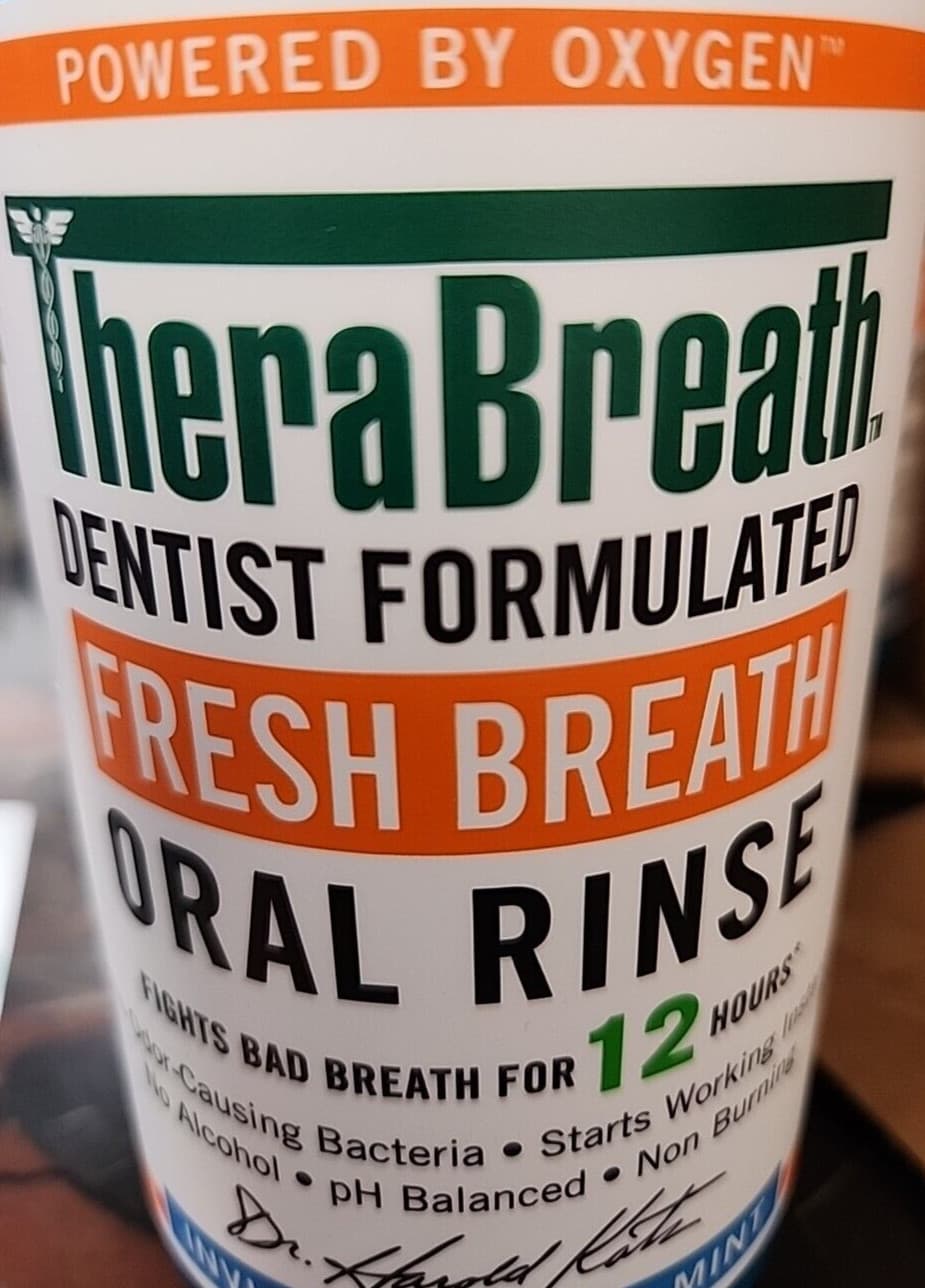 POWERED BY OXYGEN™
TheraBreath™
DENTIST FORMULATED
FRESH BREATH
ORAL RINSE
FIGHTS BAD BREATH FOR 12 HOURS*
Odor-Causing Bacteria • Starts Working
No Alcohol • pH Balanced • Non Burning
Dr. Harold Katz
MINT